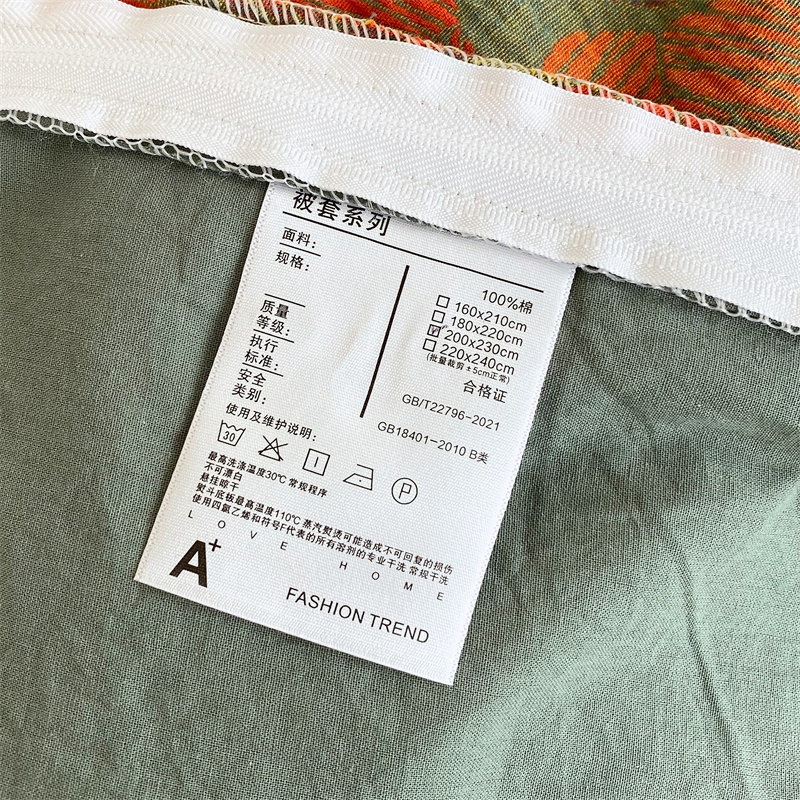 被套系列
面料:
100%棉
规格:
160x210cm
180x220cm
200x230cm
220x240cm
(批量裁剪±5cm正常)
质量
等级:
合格证
执行
标准:
GB/T22796-2021
安全
类别:
GB18401-2010 B类
使用及维护说明:
30
P
最高洗涤温度30℃ 常规程序
不可漂白
悬挂晾干
熨斗底板最高温度110℃ 蒸汽熨烫可能造成不可回复的损伤
使用四氯乙烯和符号F代表的所有溶剂的专业干洗 常规干洗
LOVE HOME
A+
FASHION TREND